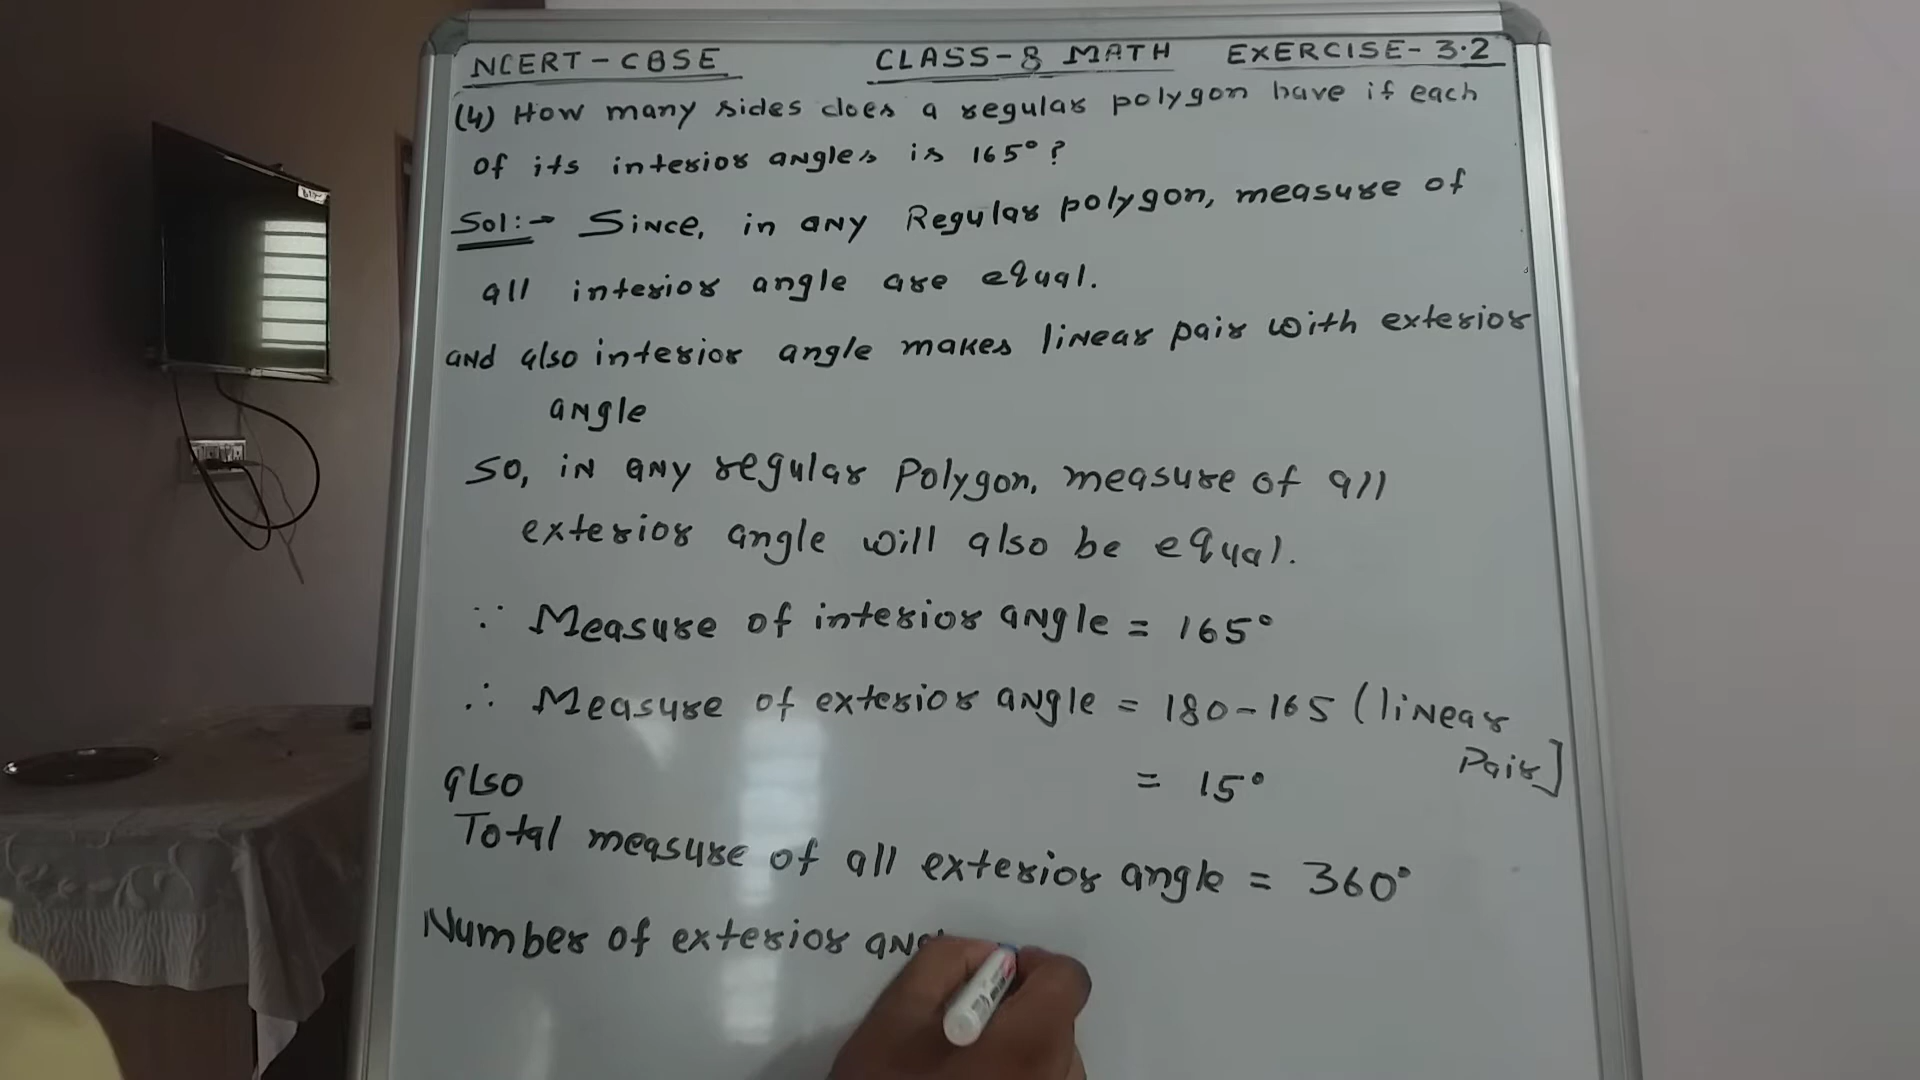 NCERT-CBSE CLASS-8 MATH EXERCISE-3.2
(4) How many sides does a regular polygon have if each
of its interior angles is 165°?
Sol:→ Since, in any Regular polygon, measure of
all interior angle are equal.
and also interior angle makes linear pair with exterior
angle
So, in any regular Polygon, measure of all
exterior angle will also be equal.
∵ Measure of interior angle = 165°
∴ Measure of exterior angle = 180-165 (linear
Pair]
= 15°
also
Total measure of all exterior angle = 360°
Number of exterior